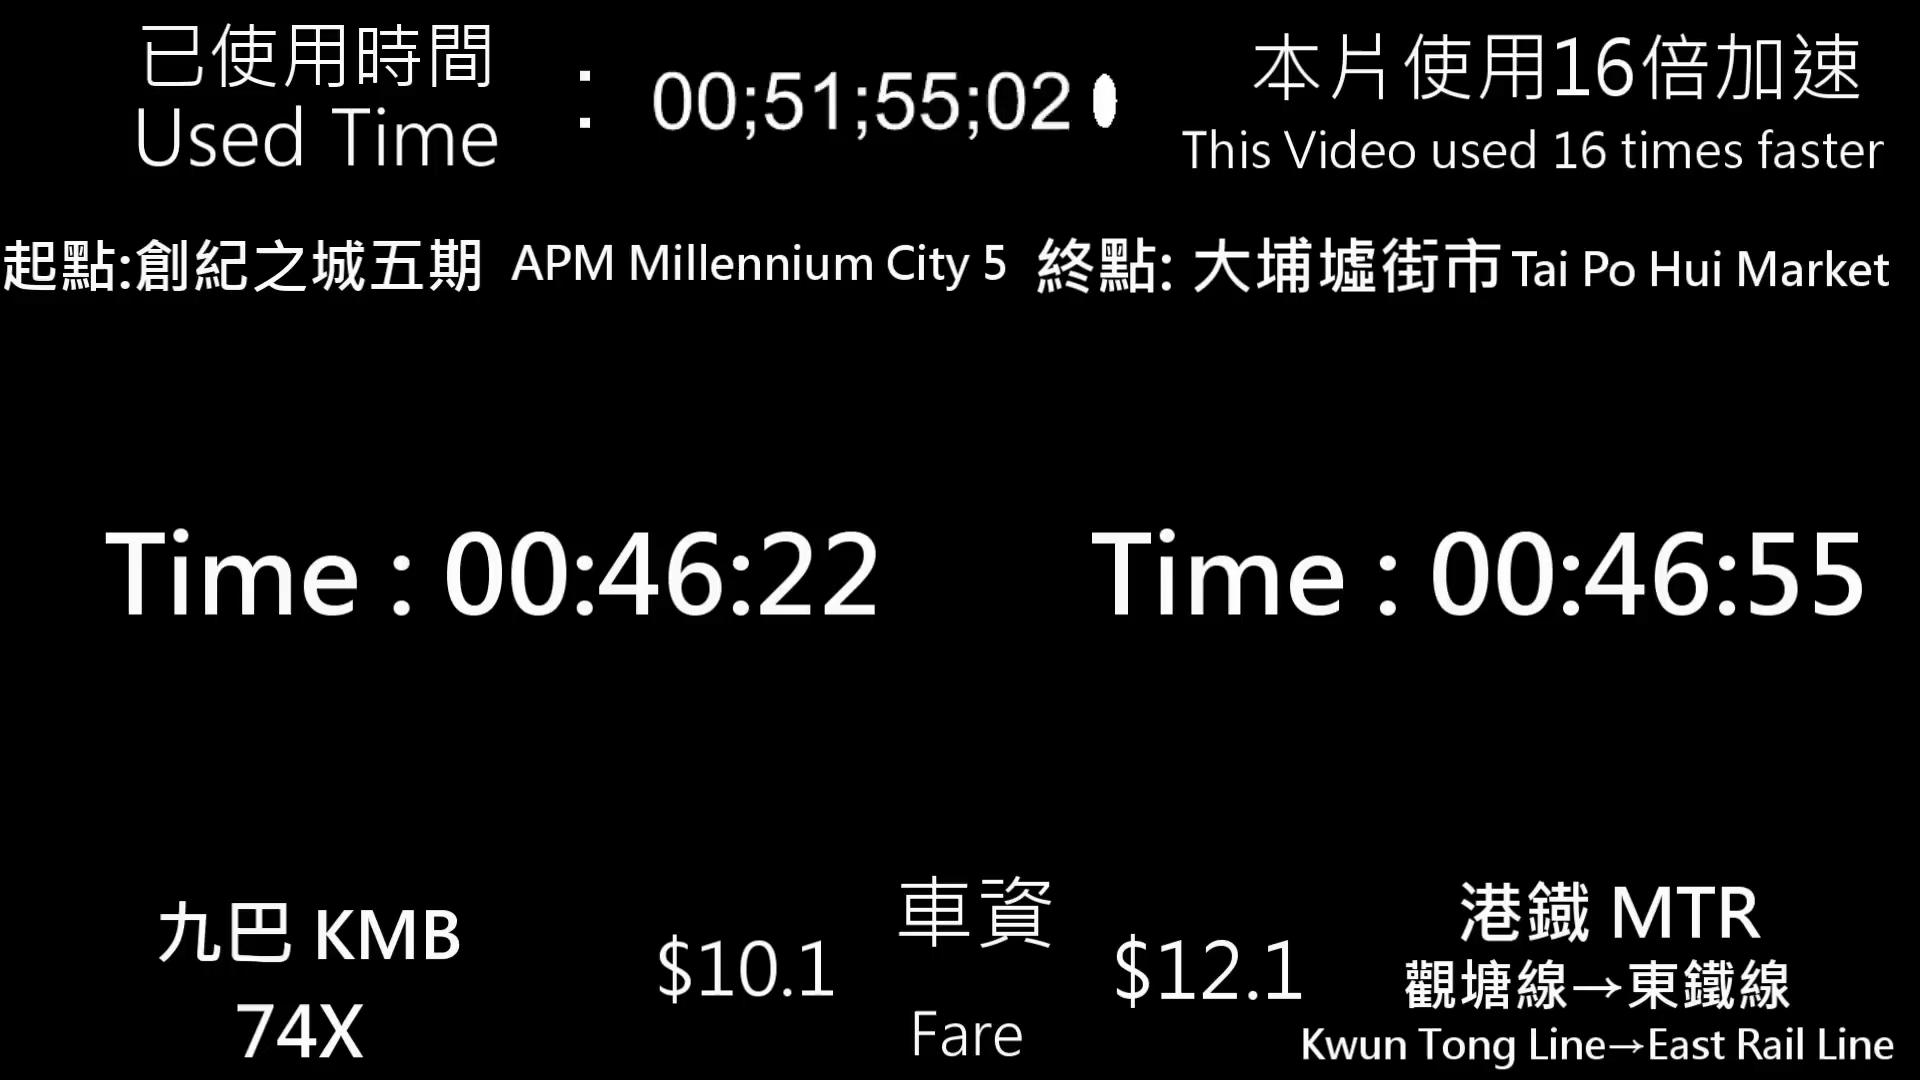 已使用時間
Used Time
:
00;51;55;02
本片使用16倍加速
This Video used 16 times faster
起點:創紀之城五期 APM Millennium City 5
終點: 大埔墟街市 Tai Po Hui Market
Time : 00:46:22
Time : 00:46:55
九巴 KMB
74X
$10.1
車資
Fare
$12.1
港鐵 MTR
觀塘線→東鐵線
Kwun Tong Line→East Rail Line